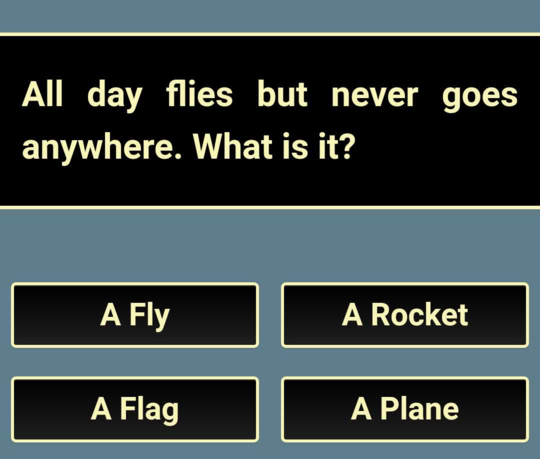 All day flies but never goes
anywhere. What is it?
A Fly
A Rocket
A Flag
A Plane